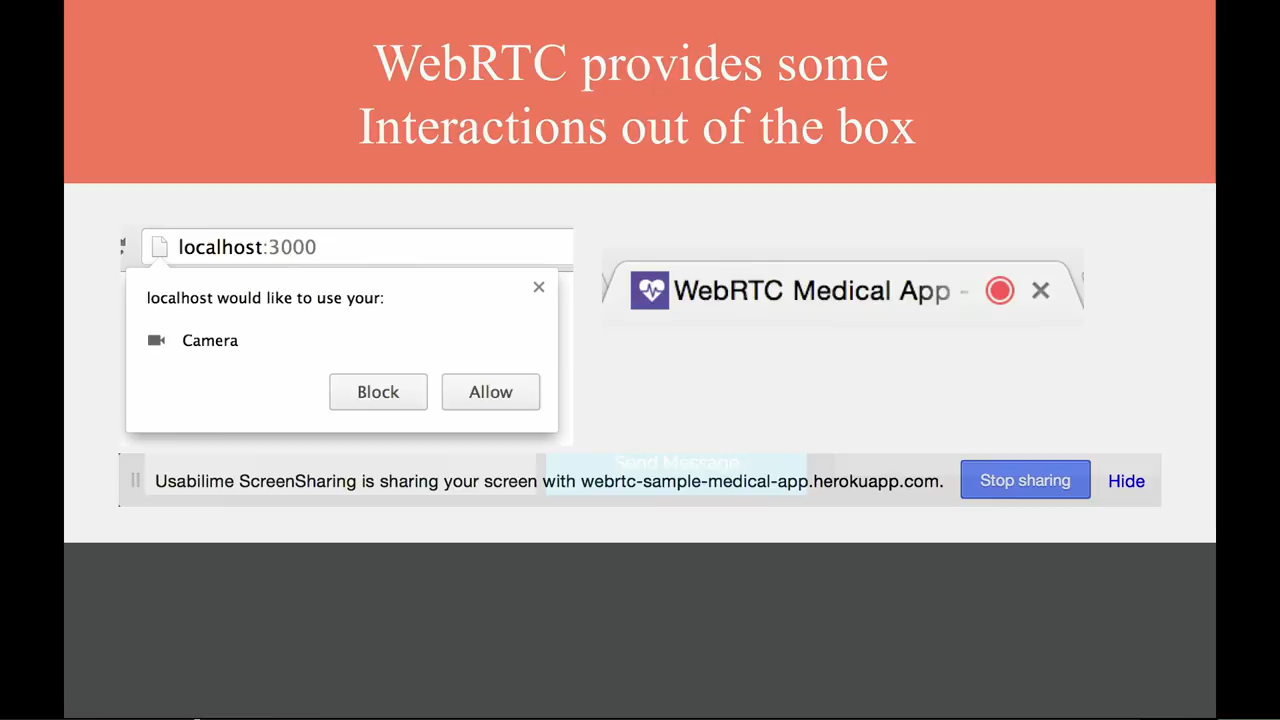 WebRTC provides some
Interactions out of the box
localhost:3000
localhost would like to use your:
Camera
Block
Allow
WebRTC Medical App -
Send Message
Usabilime ScreenSharing is sharing your screen with webrtc-sample-medical-app.herokuapp.com.
Stop sharing
Hide